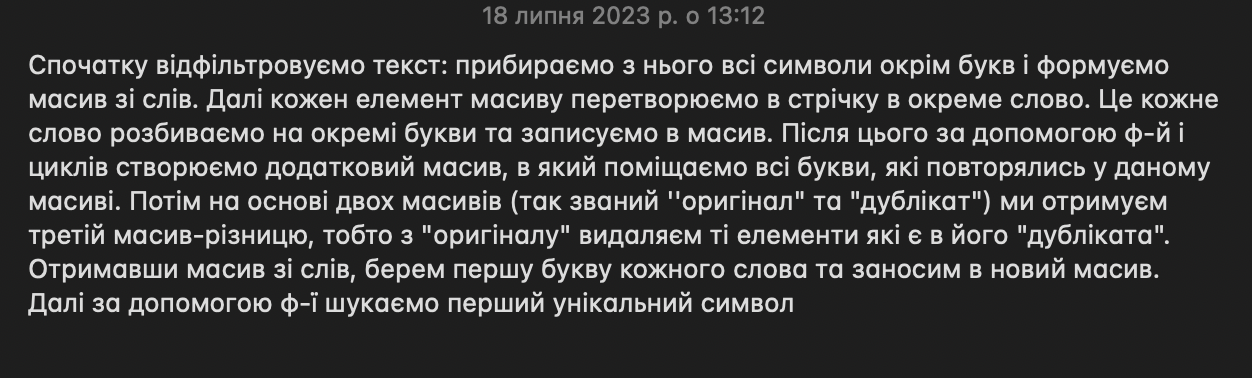 18 липня 2023 р. о 13:12
Спочатку відфільтровуємо текст: прибираємо з нього всі символи окрім букв і формуємо
масив зі слів. Далі кожен елемент масиву перетворюємо в стрічку в окреме слово. Це кожне
слово розбиваємо на окремі букви та записуємо в масив. Після цього за допомогою ф-й і
циклів створюємо додатковий масив, в який поміщаємо всі букви, які повторялись у даному
масиві. Потім на основі двох масивів (так званий ''оригінал" та "дублікат") ми отримуєм
третій масив-різницю, тобто з "оригіналу" видаляєм ті елементи які є в його "дубліката".
Отримавши масив зі слів, берем першу букву кожного слова та заносим в новий масив.
Далі за допомогою ф-ї шукаємо перший унікальний символ